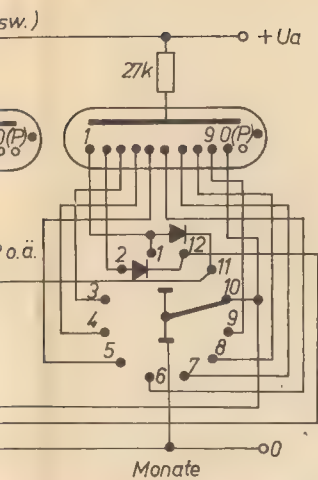 sw.)
+Ua
27k
0(P)
1 9 0(P)
o.ä.
1 12
2 11
3 10
4 9
5 8
6 7
0
Monate